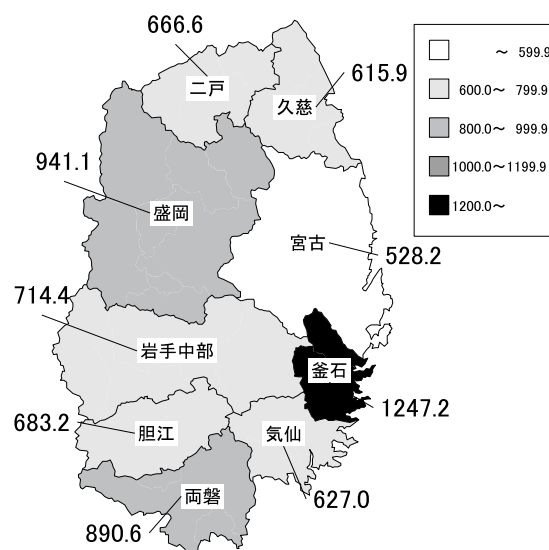 666.6
二戸
久慈
615.9
～ 599.9
600.0～ 799.9
800.0～ 999.9
1000.0～1199.9
1200.0～
941.1
盛岡
宮古
528.2
714.4
岩手中部
釜石
1247.2
683.2
胆江
気仙
両磐
627.0
890.6